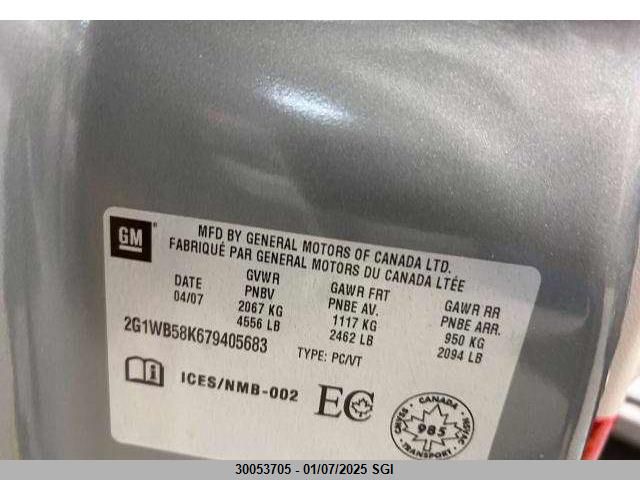 GM
MFD BY GENERAL MOTORS OF CANADA LTD.
FABRIQUÉ PAR GENERAL MOTORS DU CANADA LTÉE
DATE GVWR GAWR FRT GAWR RR
04/07 PNBV PNBE AV. PNBE ARR.
2067 KG 1117 KG 950 KG
4556 LB 2462 LB 2094 LB
2G1WB58K679405683 TYPE: PC/VT
i ICES/NMB-002 EC
CANADA
CMVSS 985 NSVAC
TRANSPORT
30053705 - 01/07/2025 SGI